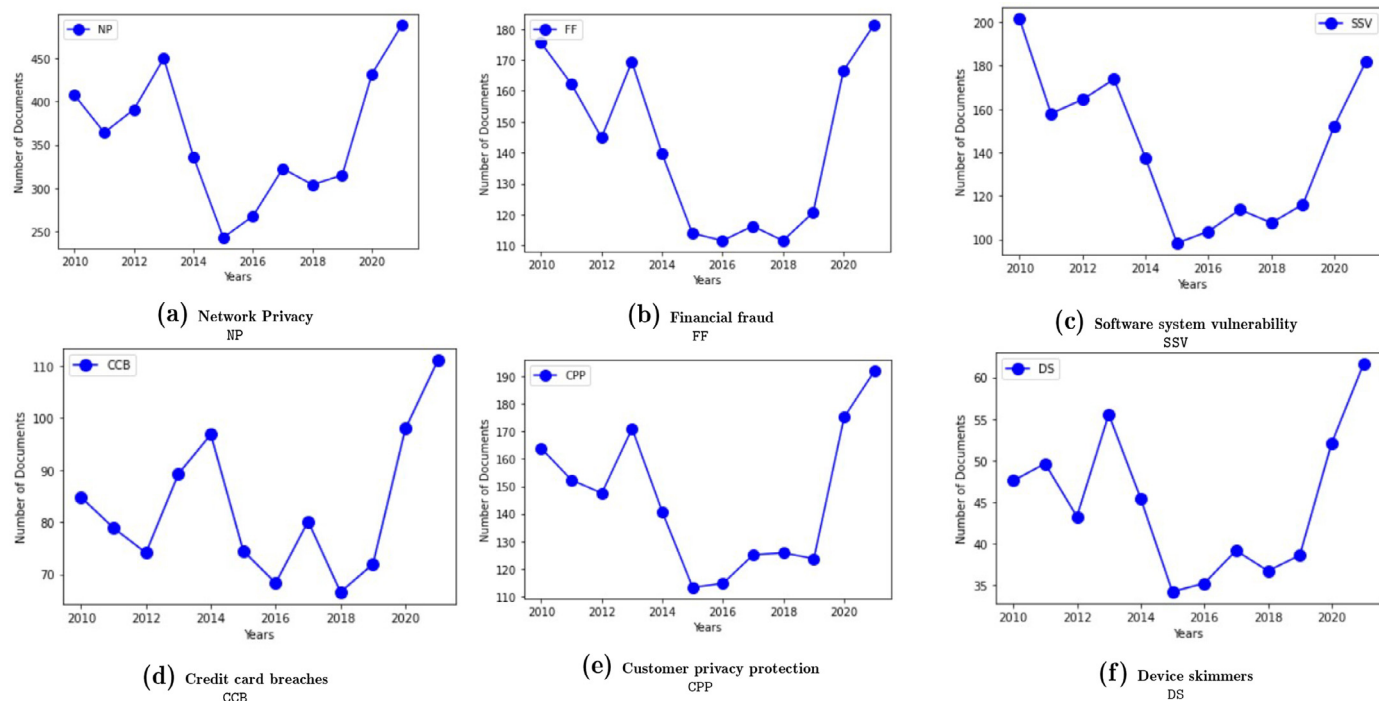 NP
450
400
350
300
250
Number of Documents
2010 2012 2014 2016 2018 2020
Years
(a) Network Privacy
NP
FF
180
170
160
150
140
130
120
110
Number of Documents
2010 2012 2014 2016 2018 2020
Years
(b) Financial fraud
FF
SSV
200
180
160
140
120
100
Number of Documents
2010 2012 2014 2016 2018 2020
Years
(c) Software system vulnerability
SSV
CCB
110
100
90
80
70
Number of Documents
2010 2012 2014 2016 2018 2020
Years
(d) Credit card breaches
CCB
CPP
190
180
170
160
150
140
130
120
110
Number of Documents
2010 2012 2014 2016 2018 2020
Years
(e) Customer privacy protection
CPP
DS
60
55
50
45
40
35
Number of Documents
2010 2012 2014 2016 2018 2020
Years
(f) Device skimmers
DS